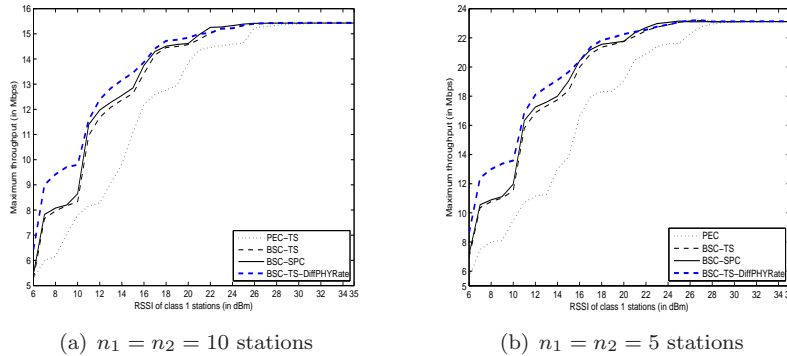 16
15
14
13
12
11
10
9
8
7
6
5
Maximum throughput (in Mbps)
6 8 10 12 14 16 18 20 22 24 26 28 30 32 34 35
RSSI of class 1 stations (in dBm)
PEC−TS
BSC−TS
BSC−SPC
BSC−TS−DiffPHYRate
(a) n1 = n2 = 10 stations
24
22
20
18
16
14
12
10
8
6
5
Maximum throughput (in Mbps)
6 8 10 12 14 16 18 20 22 24 26 28 30 32 34 35
RSSI of class 1 stations (in dBm)
PEC
BSC−TS
BSC−SPC
BSC−TS−DiffPHYRate
(b) n1 = n2 = 5 stations